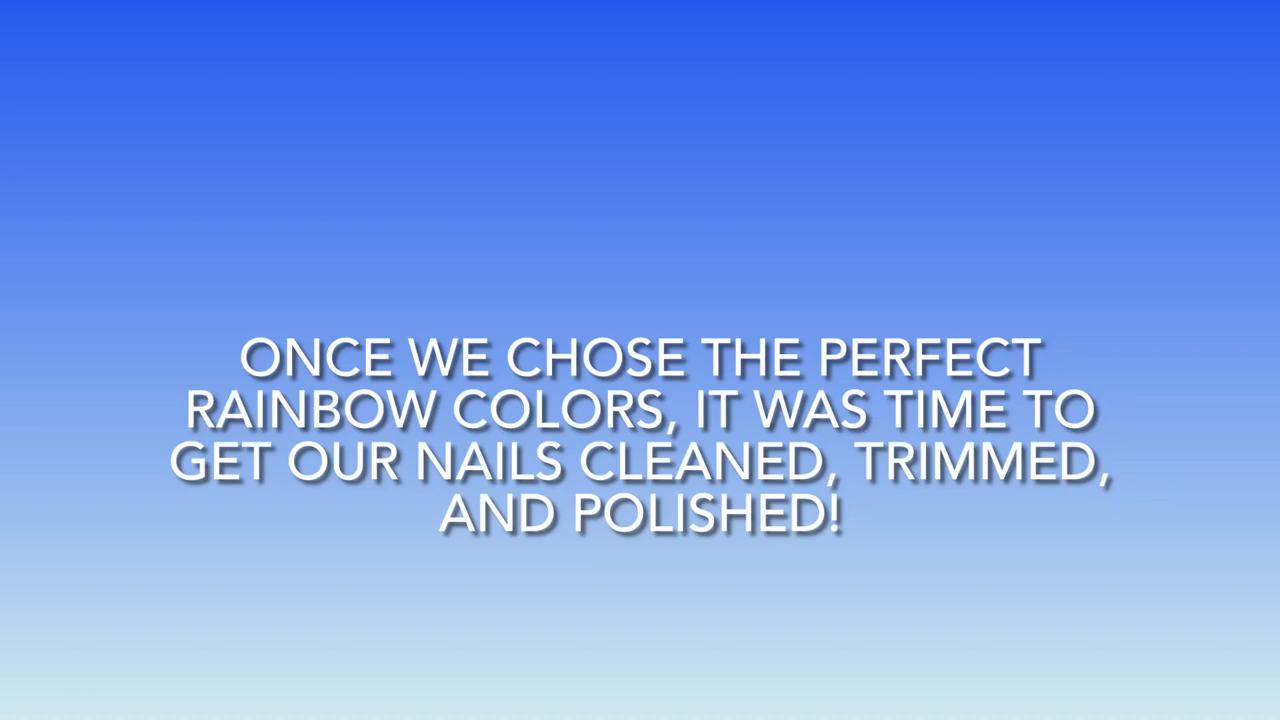 ONCE WE CHOSE THE PERFECT
RAINBOW COLORS, IT WAS TIME TO
GET OUR NAILS CLEANED, TRIMMED,
AND POLISHED!